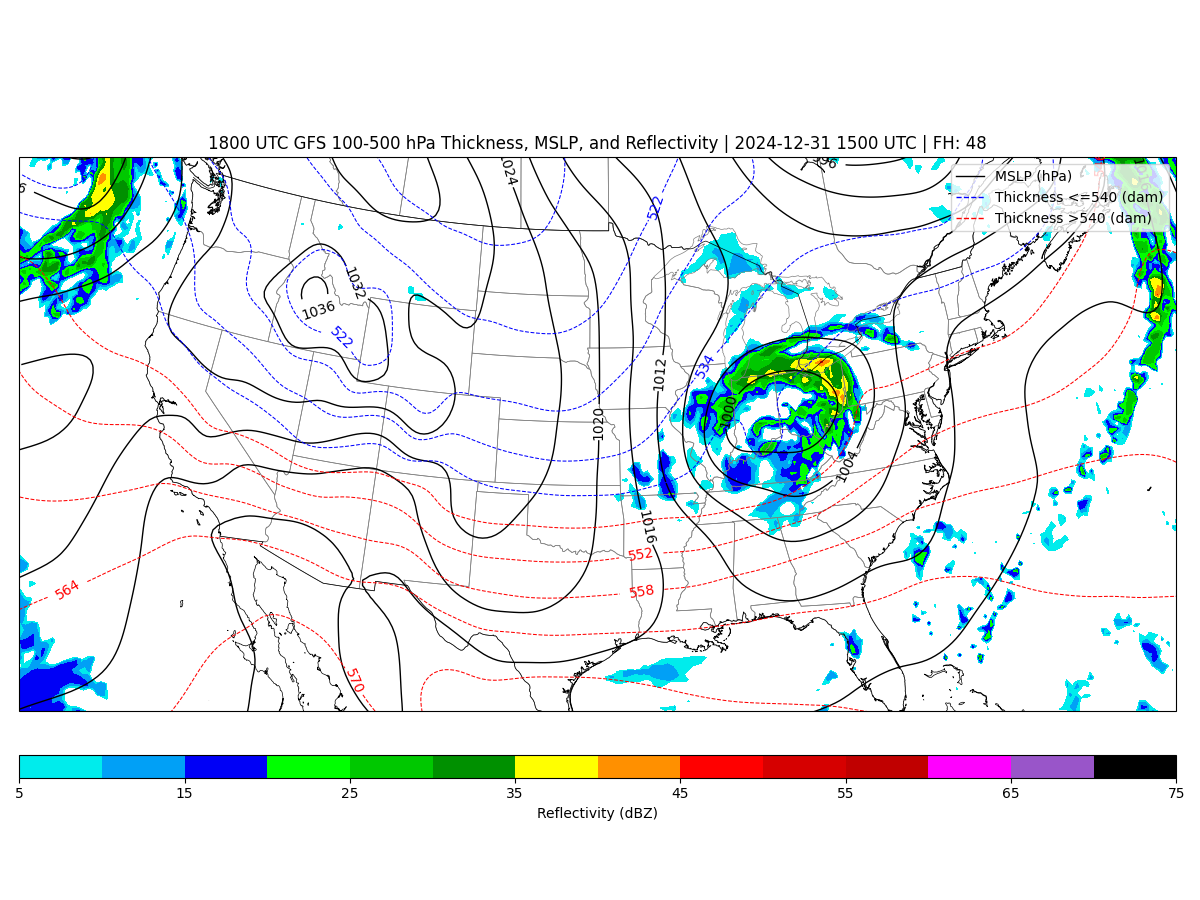 1800 UTC GFS 100-500 hPa Thickness, MSLP, and Reflectivity | 2024-12-31 1500 UTC | FH: 48
MSLP (hPa)
Thickness <=540 (dam)
Thickness >540 (dam)
1024
522
1032
1036
522
534
1012
1000
1020
1004
1016
552
558
564
570
5 15 25 35 45 55 65 75
Reflectivity (dBZ)